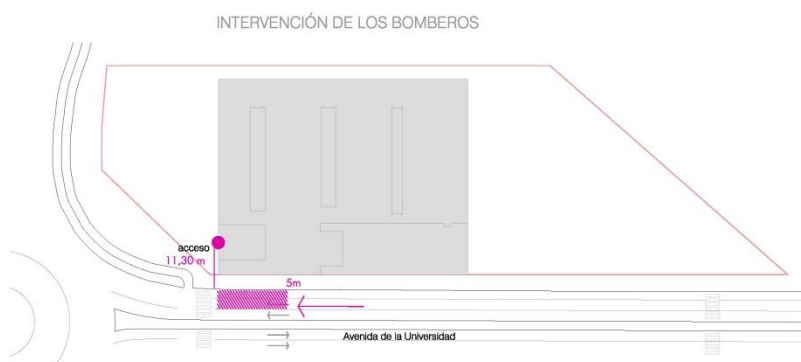 INTERVENCIÓN DE LOS BOMBEROS
acceso
11,30 m
5m
Avenida de la Universidad